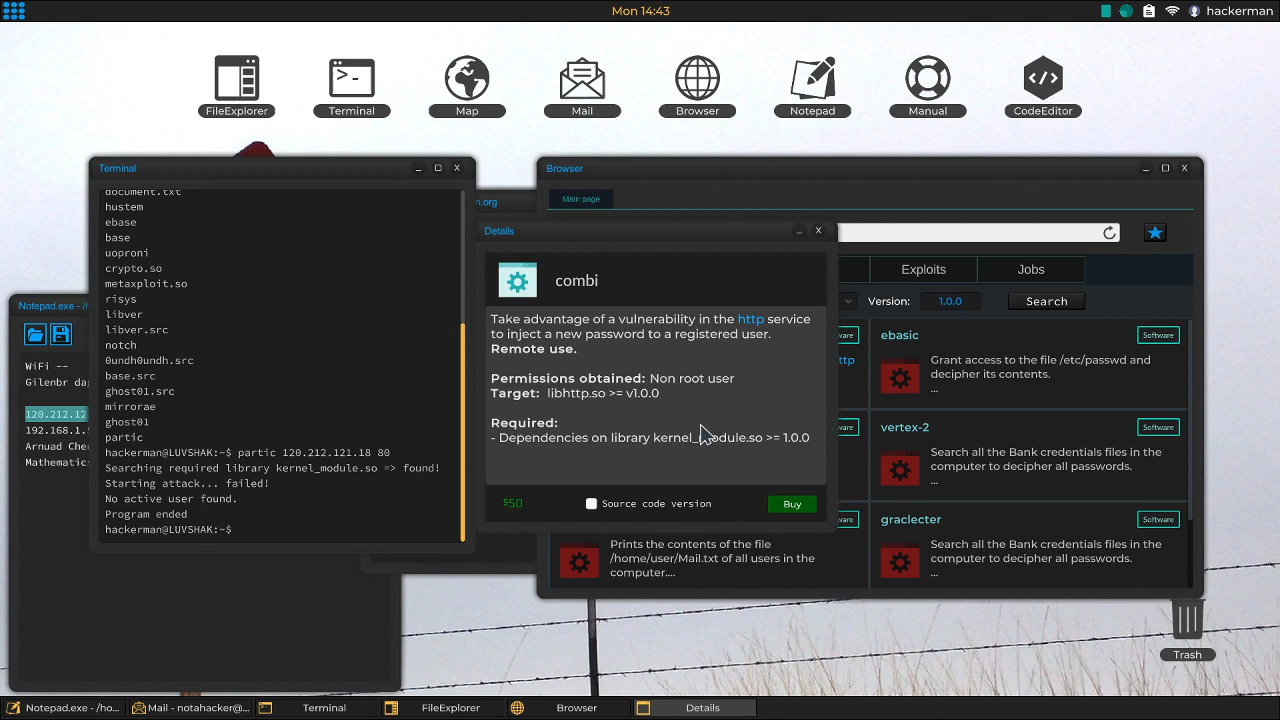 Mon 14:43
hackerman
FileExplorer
Terminal
Map
Mail
Browser
Notepad
Manual
CodeEditor
Terminal
document.txt
hustem
ebase
base
uoproni
crypto.so
metaxploit.so
risys
libver
libver.src
notch
0undh0undh.src
base.src
ghost01.src
mirrorae
ghost01
partic
hackerman@LUVSHAK:~$ partic 120.212.121.18 80
Searching required library kernel_module.so => found!
Starting attack... failed!
No active user found.
Program ended
hackerman@LUVSHAK:~$
Notepad.exe - /h
WiFi --
Gilenbr da
120.212.12
192.168.1.
Arnuad Che
Mathematic
n.org
Browser
Main page
Exploits
Jobs
Version:
1.0.0
Search
ware
ebasic
Software
ttp
Grant access to the file /etc/passwd and
decipher its contents.
...
ware
vertex-2
Software
Search all the Bank credentials files in the
computer to decipher all passwords.
...
ware
graclecter
Software
Prints the contents of the file
/home/user/Mail.txt of all users in the
computer....
Search all the Bank credentials files in the
computer to decipher all passwords.
...
Details
combi
Take advantage of a vulnerability in the http service
to inject a new password to a registered user.
Remote use.
Permissions obtained: Non root user
Target: libhttp.so >= v1.0.0
Required:
- Dependencies on library kernel_module.so >= 1.0.0
$50
Source code version
Buy
Trash
Notepad.exe - /ho...
Mail - notahacker@...
Terminal
FileExplorer
Browser
Details